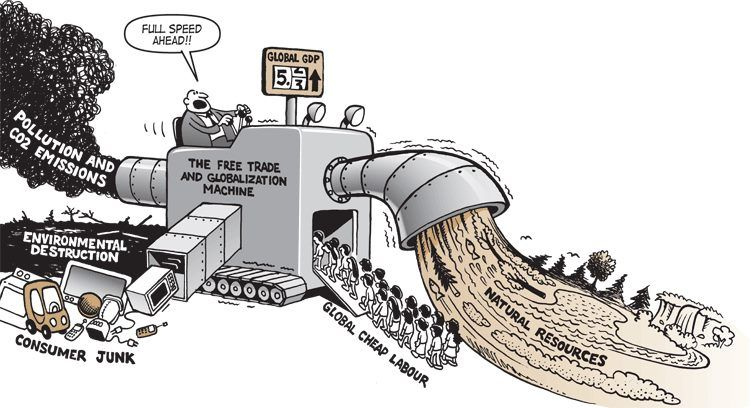 FULL SPEED
AHEAD!!
GLOBAL GDP
POLLUTION AND
CO2 EMISSIONS
THE FREE TRADE
AND GLOBALIZATION
MACHINE
ENVIRONMENTAL
DESTRUCTION
CONSUMER JUNK
GLOBAL CHEAP LABOUR
NATURAL RESOURCES